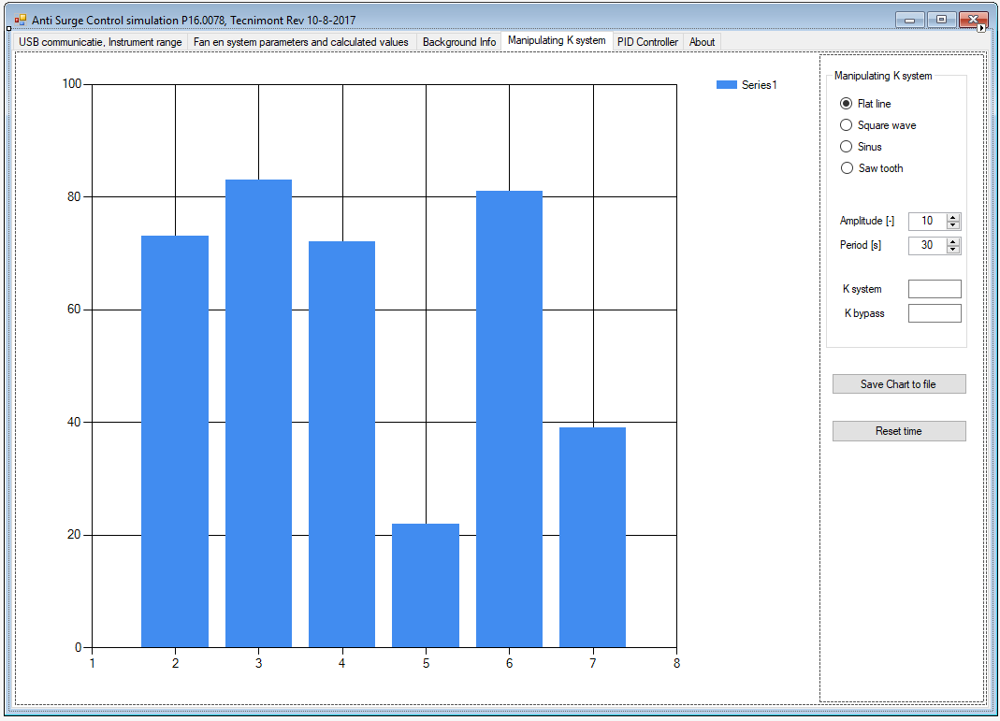 Anti Surge Control simulation P16.0078, Tecnimont Rev 10-8-2017
USB communicatie, Instrument range Fan en system parameters and calculated values Background Info Manipulating K system PID Controller About
100
80
60
40
20
0
1 2 3 4 5 6 7 8
Series1
Manipulating K system
Flat line
Square wave
Sinus
Saw tooth
Amplitude [-] 10
Period [s] 30
K system
K bypass
Save Chart to file
Reset time